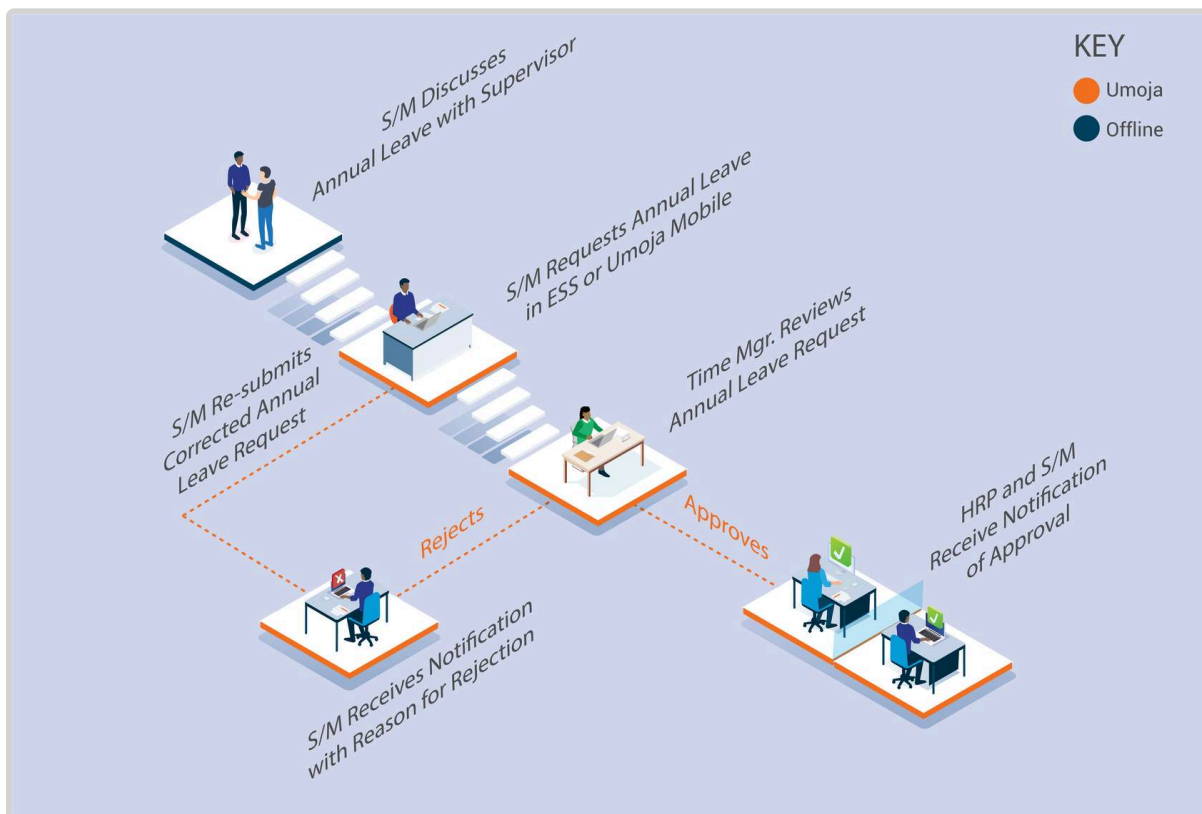 KEY
Umoja
Offline
S/M Discusses
Annual Leave with Supervisor
S/M Requests Annual Leave
in ESS or Umoja Mobile
Time Mgr. Reviews
Annual Leave Request
S/M Re-submits
Corrected Annual
Leave Request
Rejects
Approves
HRP and S/M
Receive Notification
of Approval
S/M Receives Notification
with Reason for Rejection